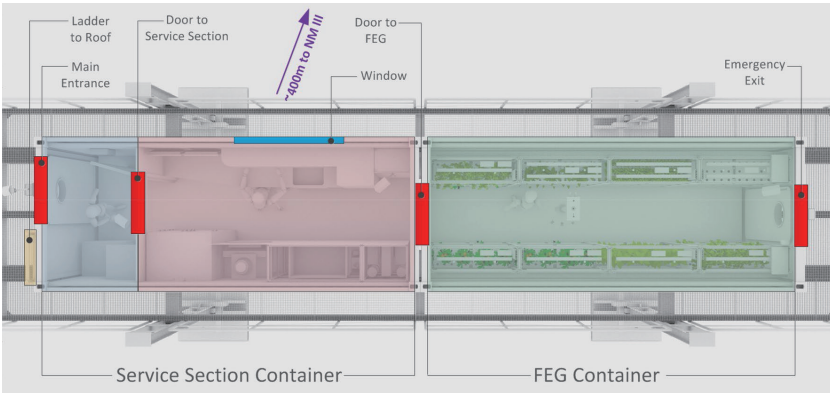 Ladder
to Roof
Door to
Service Section
Main
Entrance
~400m to NM III
Window
Door to
FEG
Emergency
Exit
Service Section Container
FEG Container